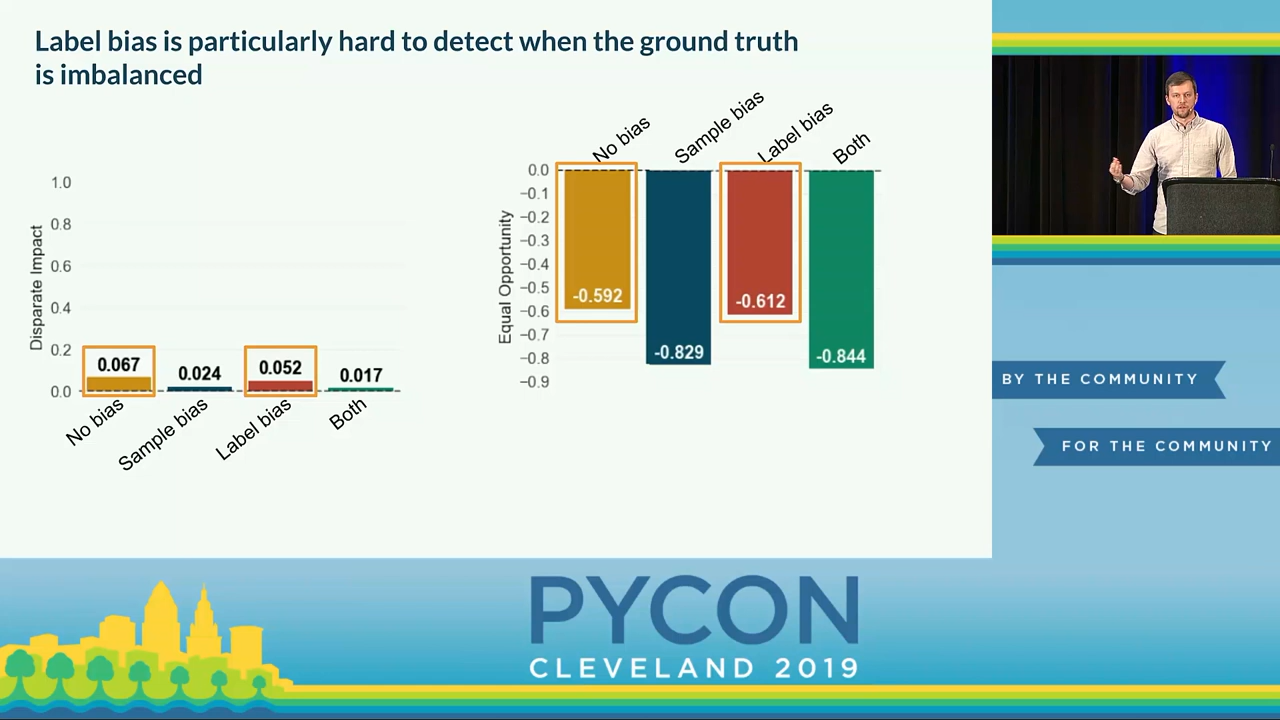 Label bias is particularly hard to detect when the ground truth
is imbalanced
Disparate Impact
1.0
0.8
0.6
0.4
0.2
0.0
0.067
0.024
0.052
0.017
No bias
Sample bias
Label bias
Both
No bias
Sample bias
Label bias
Both
Equal Opportunity
0.0
−0.1
−0.2
−0.3
−0.4
−0.5
−0.6
−0.7
−0.8
−0.9
-0.592
-0.829
-0.612
-0.844
BY THE COMMUNITY
FOR THE COMMUNITY
PYCON
CLEVELAND 2019